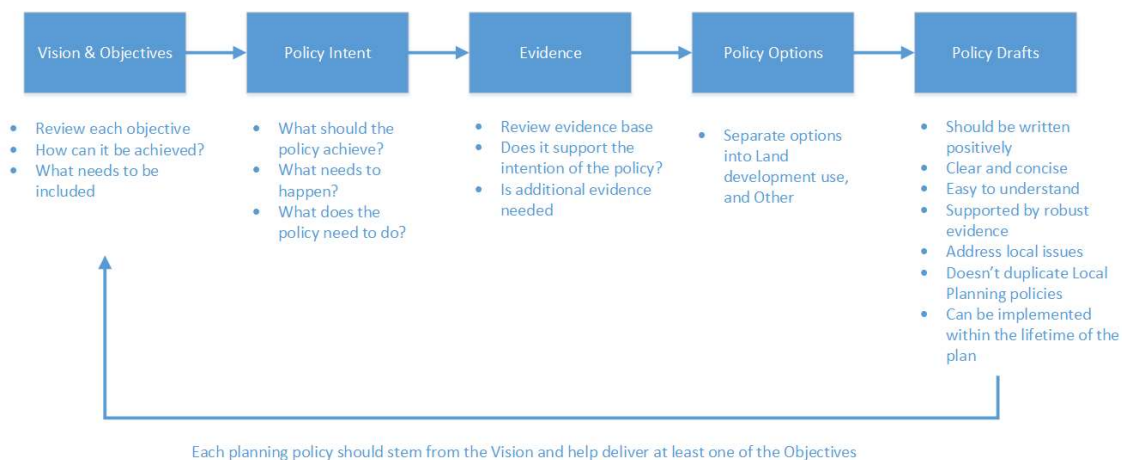 Vision & Objectives
Policy Intent
Evidence
Policy Options
Policy Drafts
• Review each objective
• How can it be achieved?
• What needs to be
included
• What should the
policy achieve?
• What needs to
happen?
• What does the
policy need to do?
• Review evidence base
• Does it support the
intention of the policy?
• Is additional evidence
needed
• Separate options
into Land
development use,
and Other
• Should be written
positively
• Clear and concise
• Easy to understand
• Supported by robust
evidence
• Address local issues
• Doesn't duplicate Local
Planning policies
• Can be implemented
within the lifetime of the
plan
Each planning policy should stem from the Vision and help deliver at least one of the Objectives